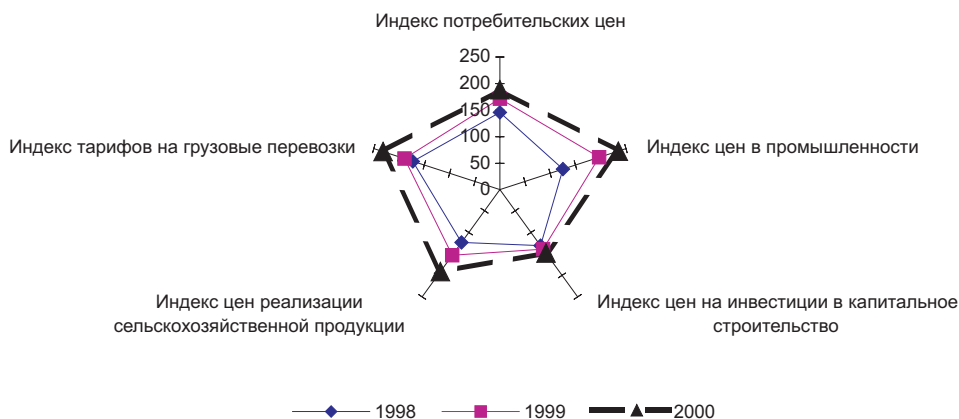 Индекс потребительских цен
250
200
150
100
50
0
Индекс тарифов на грузовые перевозки
Индекс цен в промышленности
Индекс цен реализации
сельскохозяйственной продукции
Индекс цен на инвестиции в капитальное
строительство
1998
1999
2000